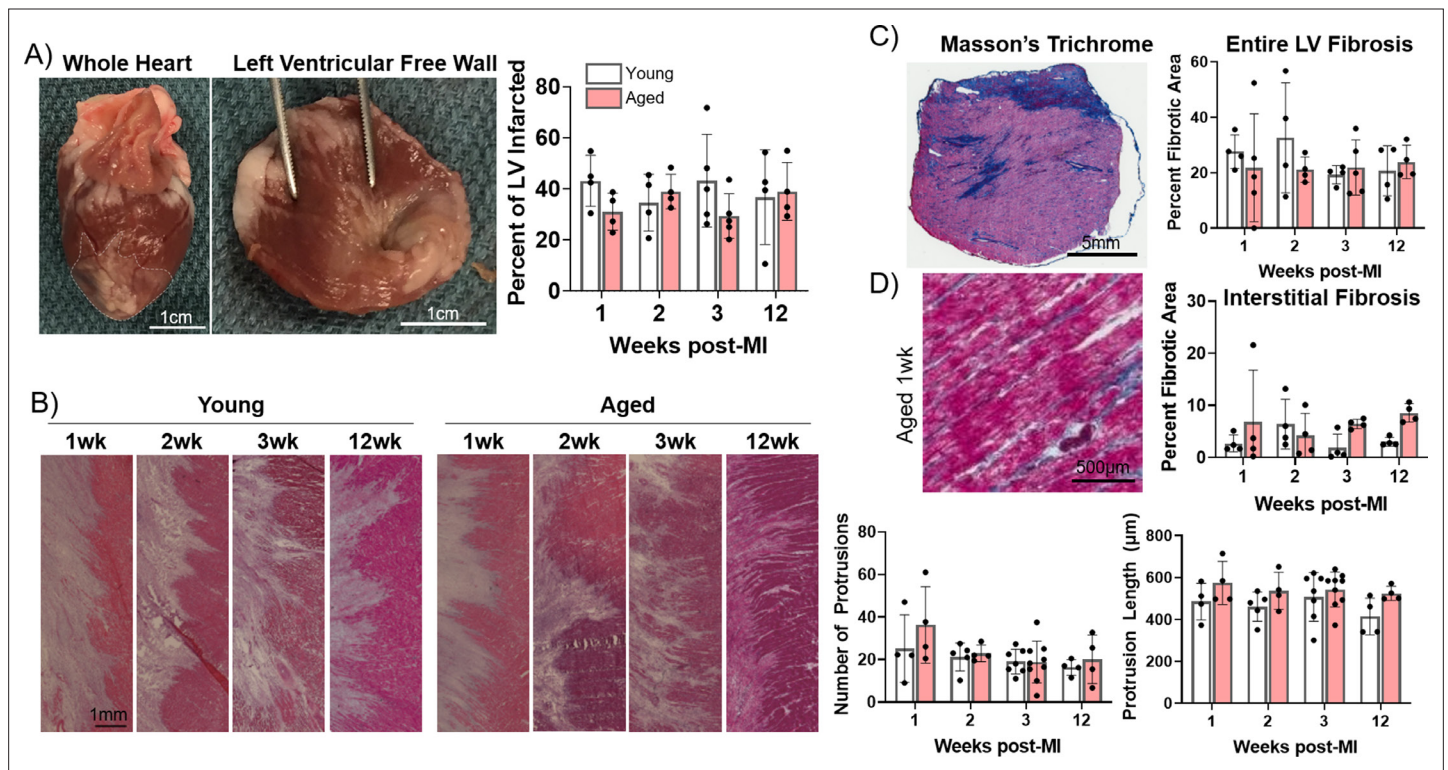 A)
Whole Heart
Left Ventricular Free Wall
1cm
1cm
Percent of LV Infarcted
80
60
40
20
0
Young
Aged
1 2 3 12
Weeks post-MI
B)
Young
Aged
1wk 2wk 3wk 12wk
1wk 2wk 3wk 12wk
1mm
C)
Masson's Trichrome
5mm
Entire LV Fibrosis
Percent Fibrotic Area
60
40
20
0
1 2 3 12
Weeks post-MI
D)
Aged 1wk
500μm
Interstitial Fibrosis
Percent Fibrotic Area
30
20
10
0
1 2 3 12
Weeks post-MI
Number of Protrusions
80
60
40
20
0
1 2 3 12
Weeks post-MI
Protrusion Length (μm)
800
600
400
200
0
1 2 3 12
Weeks post-MI